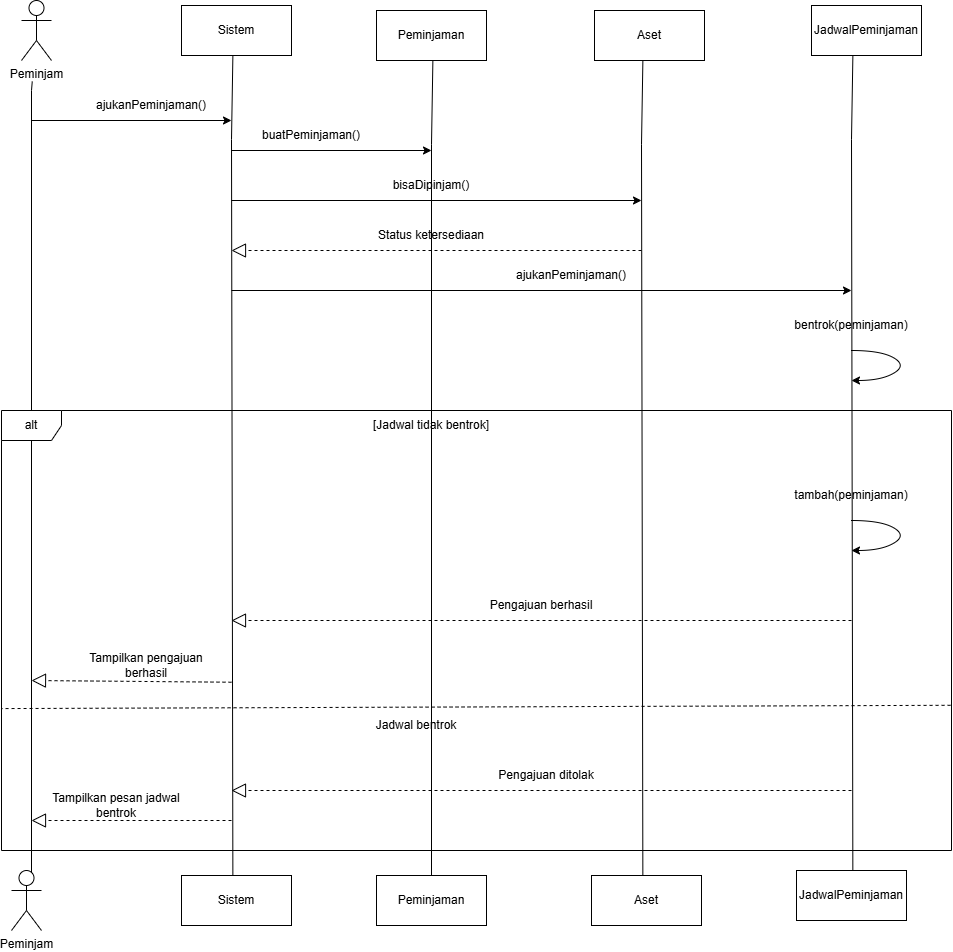 Peminjam
Sistem
Peminjaman
Aset
JadwalPeminjaman
ajukanPeminjaman()
buatPeminjaman()
bisaDipinjam()
Status ketersediaan
ajukanPeminjaman()
bentrok(peminjaman)
alt
[Jadwal tidak bentrok]
tambah(peminjaman)
Pengajuan berhasil
Tampilkan pengajuan
berhasil
Jadwal bentrok
Pengajuan ditolak
Tampilkan pesan jadwal
bentrok
Peminjam
Sistem
Peminjaman
Aset
JadwalPeminjaman